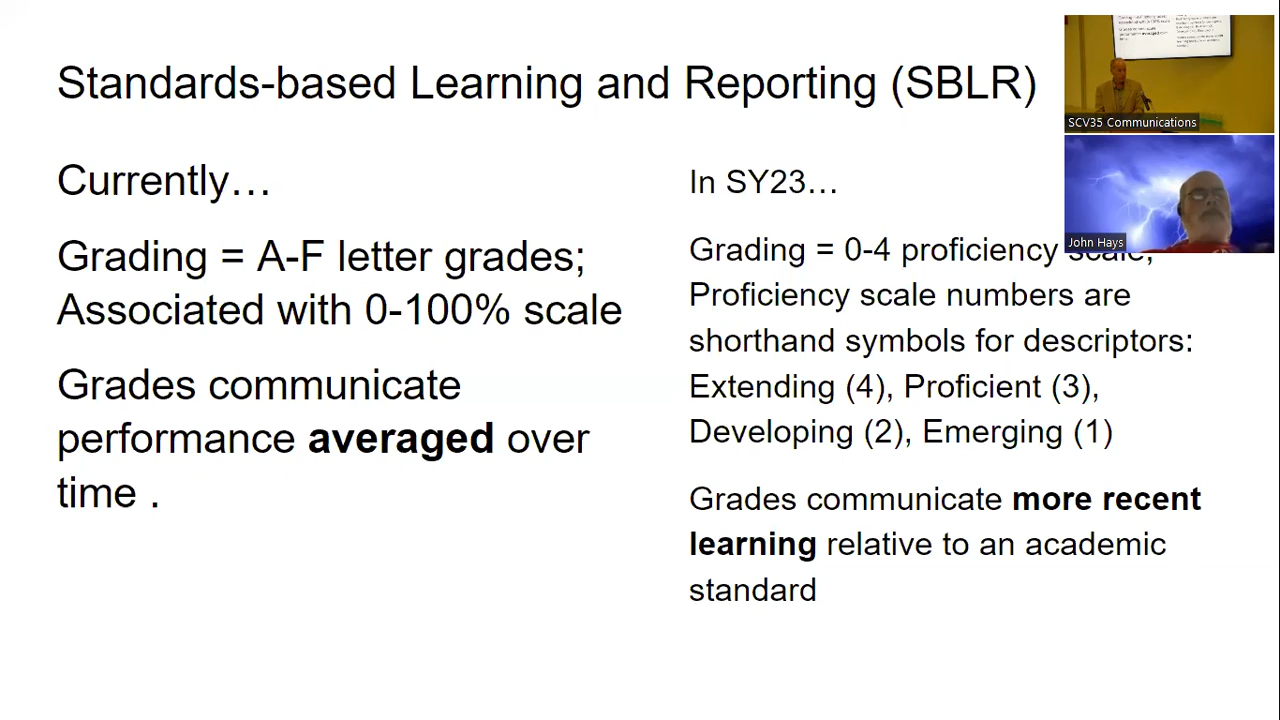 Standards-based Learning and Reporting (SBLR)
Currently…
Grading = A-F letter grades;
Associated with 0-100% scale
Grades communicate
performance averaged over
time .
In SY23…
Grading = 0-4 proficiency scale;
Proficiency scale numbers are
shorthand symbols for descriptors:
Extending (4), Proficient (3),
Developing (2), Emerging (1)
Grades communicate more recent
learning relative to an academic
standard
SCV35 Communications
John Hays